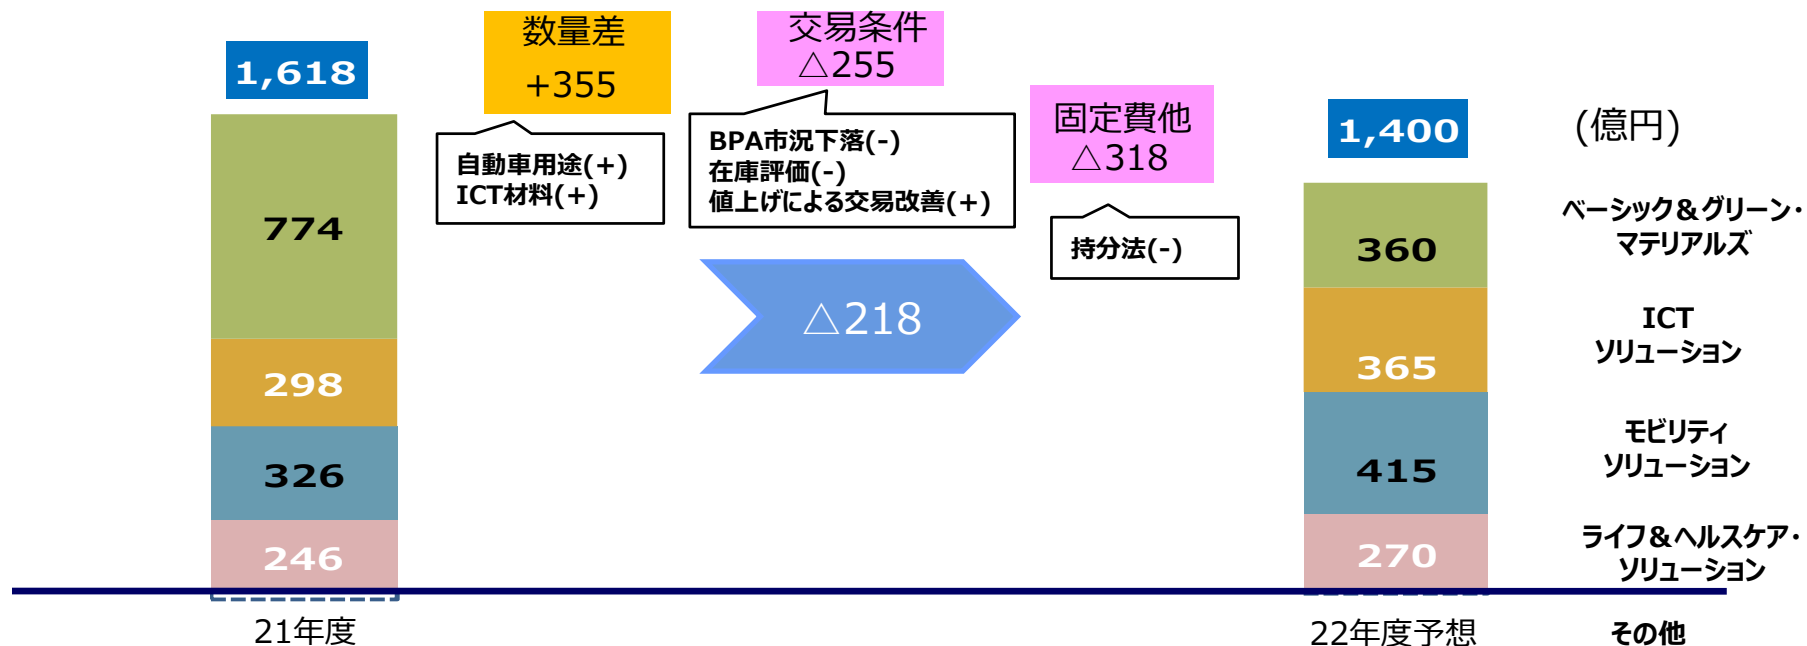 数量差
+355
交易条件
△255
1,618
固定費他
△318
1,400
(億円)
自動車用途(+)
ICT材料(+)
BPA市況下落(-)
在庫評価(-)
値上げによる交易改善(+)
持分法(-)
774
298
326
246
△218
360
365
415
270
ベーシック&グリーン・
マテリアルズ
ICT
ソリューション
モビリティ
ソリューション
ライフ&ヘルスケア・
ソリューション
21年度
22年度予想
その他